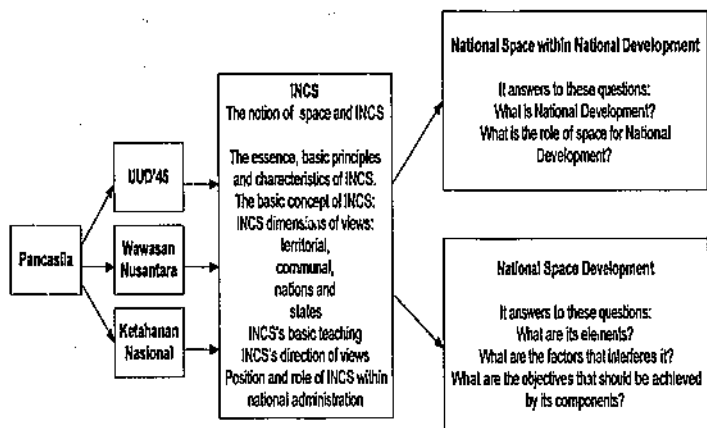 Pancasila
UUD'45
Wawasan
Nusantara
Ketahanan
Nasional
INCS
The notion of space and INCS
The essence, basic principles
and characteristics of INCS.
The basic concept of INCS:
INCS dimensions of views:
territorial,
communal,
nations and
states
INCS's basic teaching
INCS's direction of views
Position and role of INCS within
national administration
National Space within National Development
It answers to these questions:
What is National Development?
What is the role of space for National
Development?
National Space Development
It answers to these questions:
What are its elements?
What are the factors that interferes it?
What are the objectives that should be achieved
by its components?